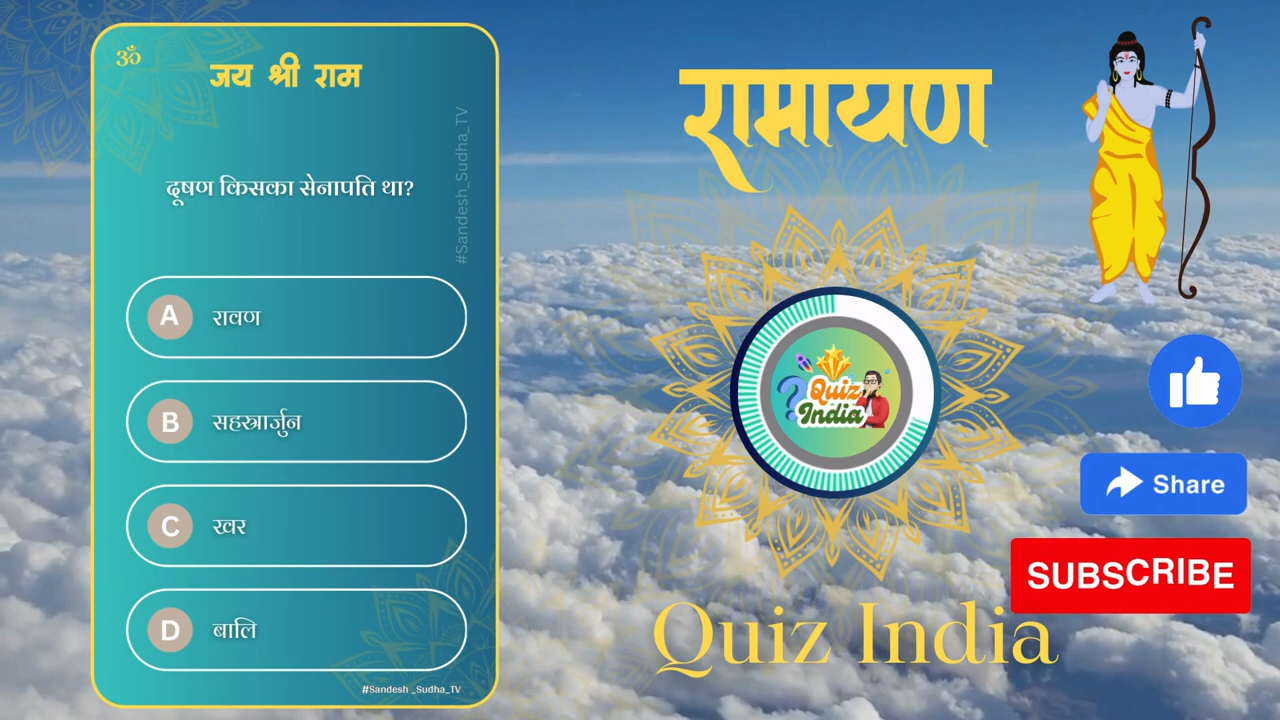 ॐ
जय श्री राम
#Sandesh_Sudha_TV
दूषण किसका सेनापति था?
A रावण
B सहस्त्रार्जुन
C खर
D बालि
#Sandesh _Sudha_TV
रामायण
Quiz
India
Quiz India
Share
SUBSCRIBE